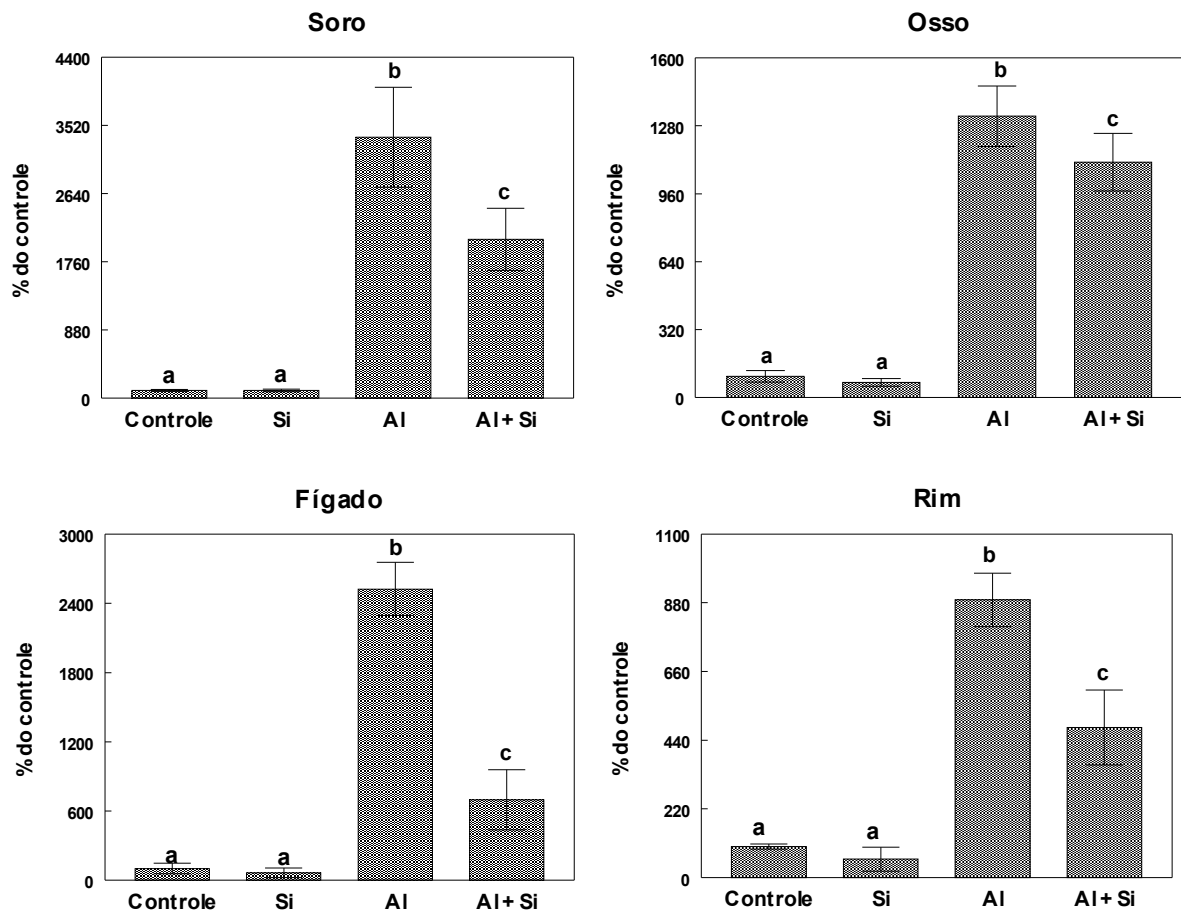 Soro
% do controle
4400
3520
2640
1760
880
0
a
a
b
c
Controle Si Al Al + Si
Osso
% do controle
1600
1280
960
640
320
0
a
a
b
c
Controle Si Al Al + Si
Fígado
% do controle
3000
2400
1800
1200
600
0
a
a
b
c
Controle Si Al Al + Si
Rim
% do controle
1100
880
660
440
220
0
a
a
b
c
Controle Si Al Al + Si